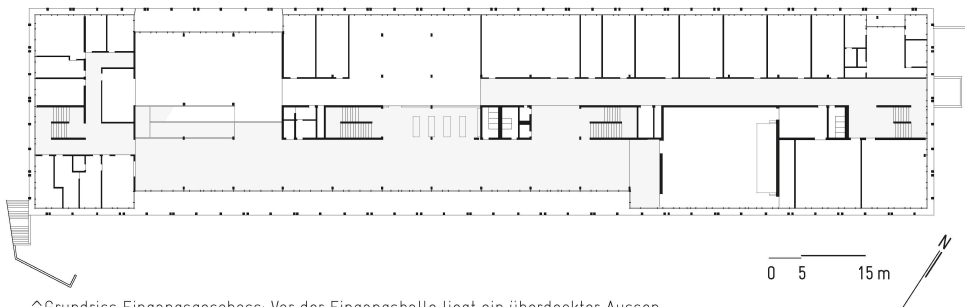 N
0 5 15 m
^Grundriss Eingangsgeschoss: Vor der Eingangshalle liegt ein überdeckter Aussen-